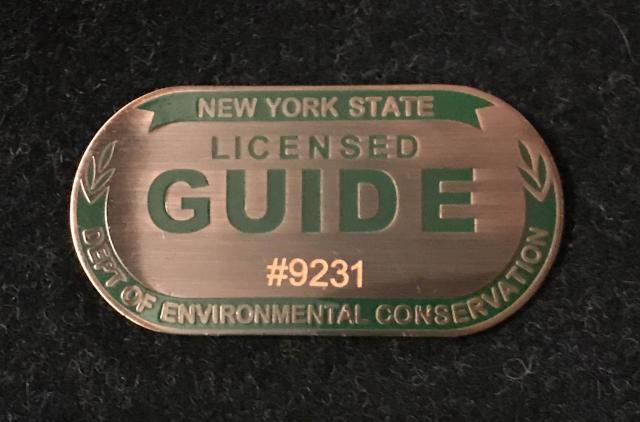 NEW YORK STATE
LICENSED
GUIDE
#9231
DEPT OF ENVIRONMENTAL CONSERVATION